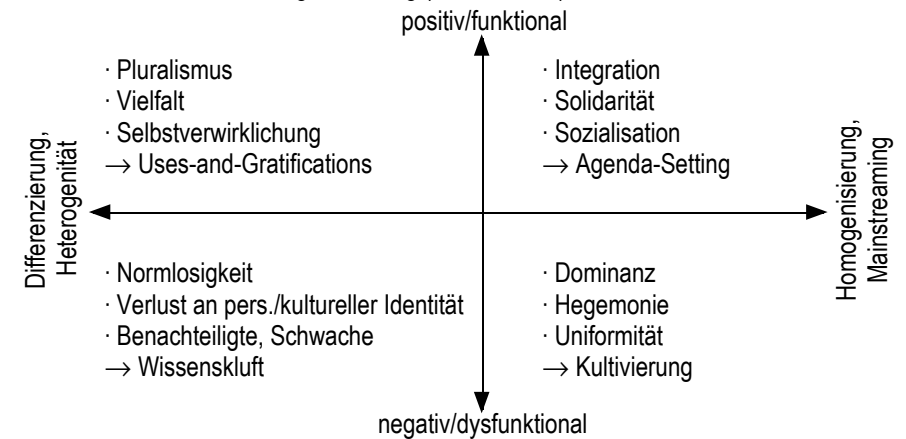 positiv/funktional
· Pluralismus
· Vielfalt
· Selbstverwirklichung
→ Uses-and-Gratifications
· Integration
· Solidarität
· Sozialisation
→ Agenda-Setting
Differenzierung,
Heterogenität
Homogenisierung,
Mainstreaming
· Normlosigkeit
· Verlust an pers./kultureller Identität
· Benachteiligte, Schwache
→ Wissenskluft
· Dominanz
· Hegemonie
· Uniformität
→ Kultivierung
negativ/dysfunktional